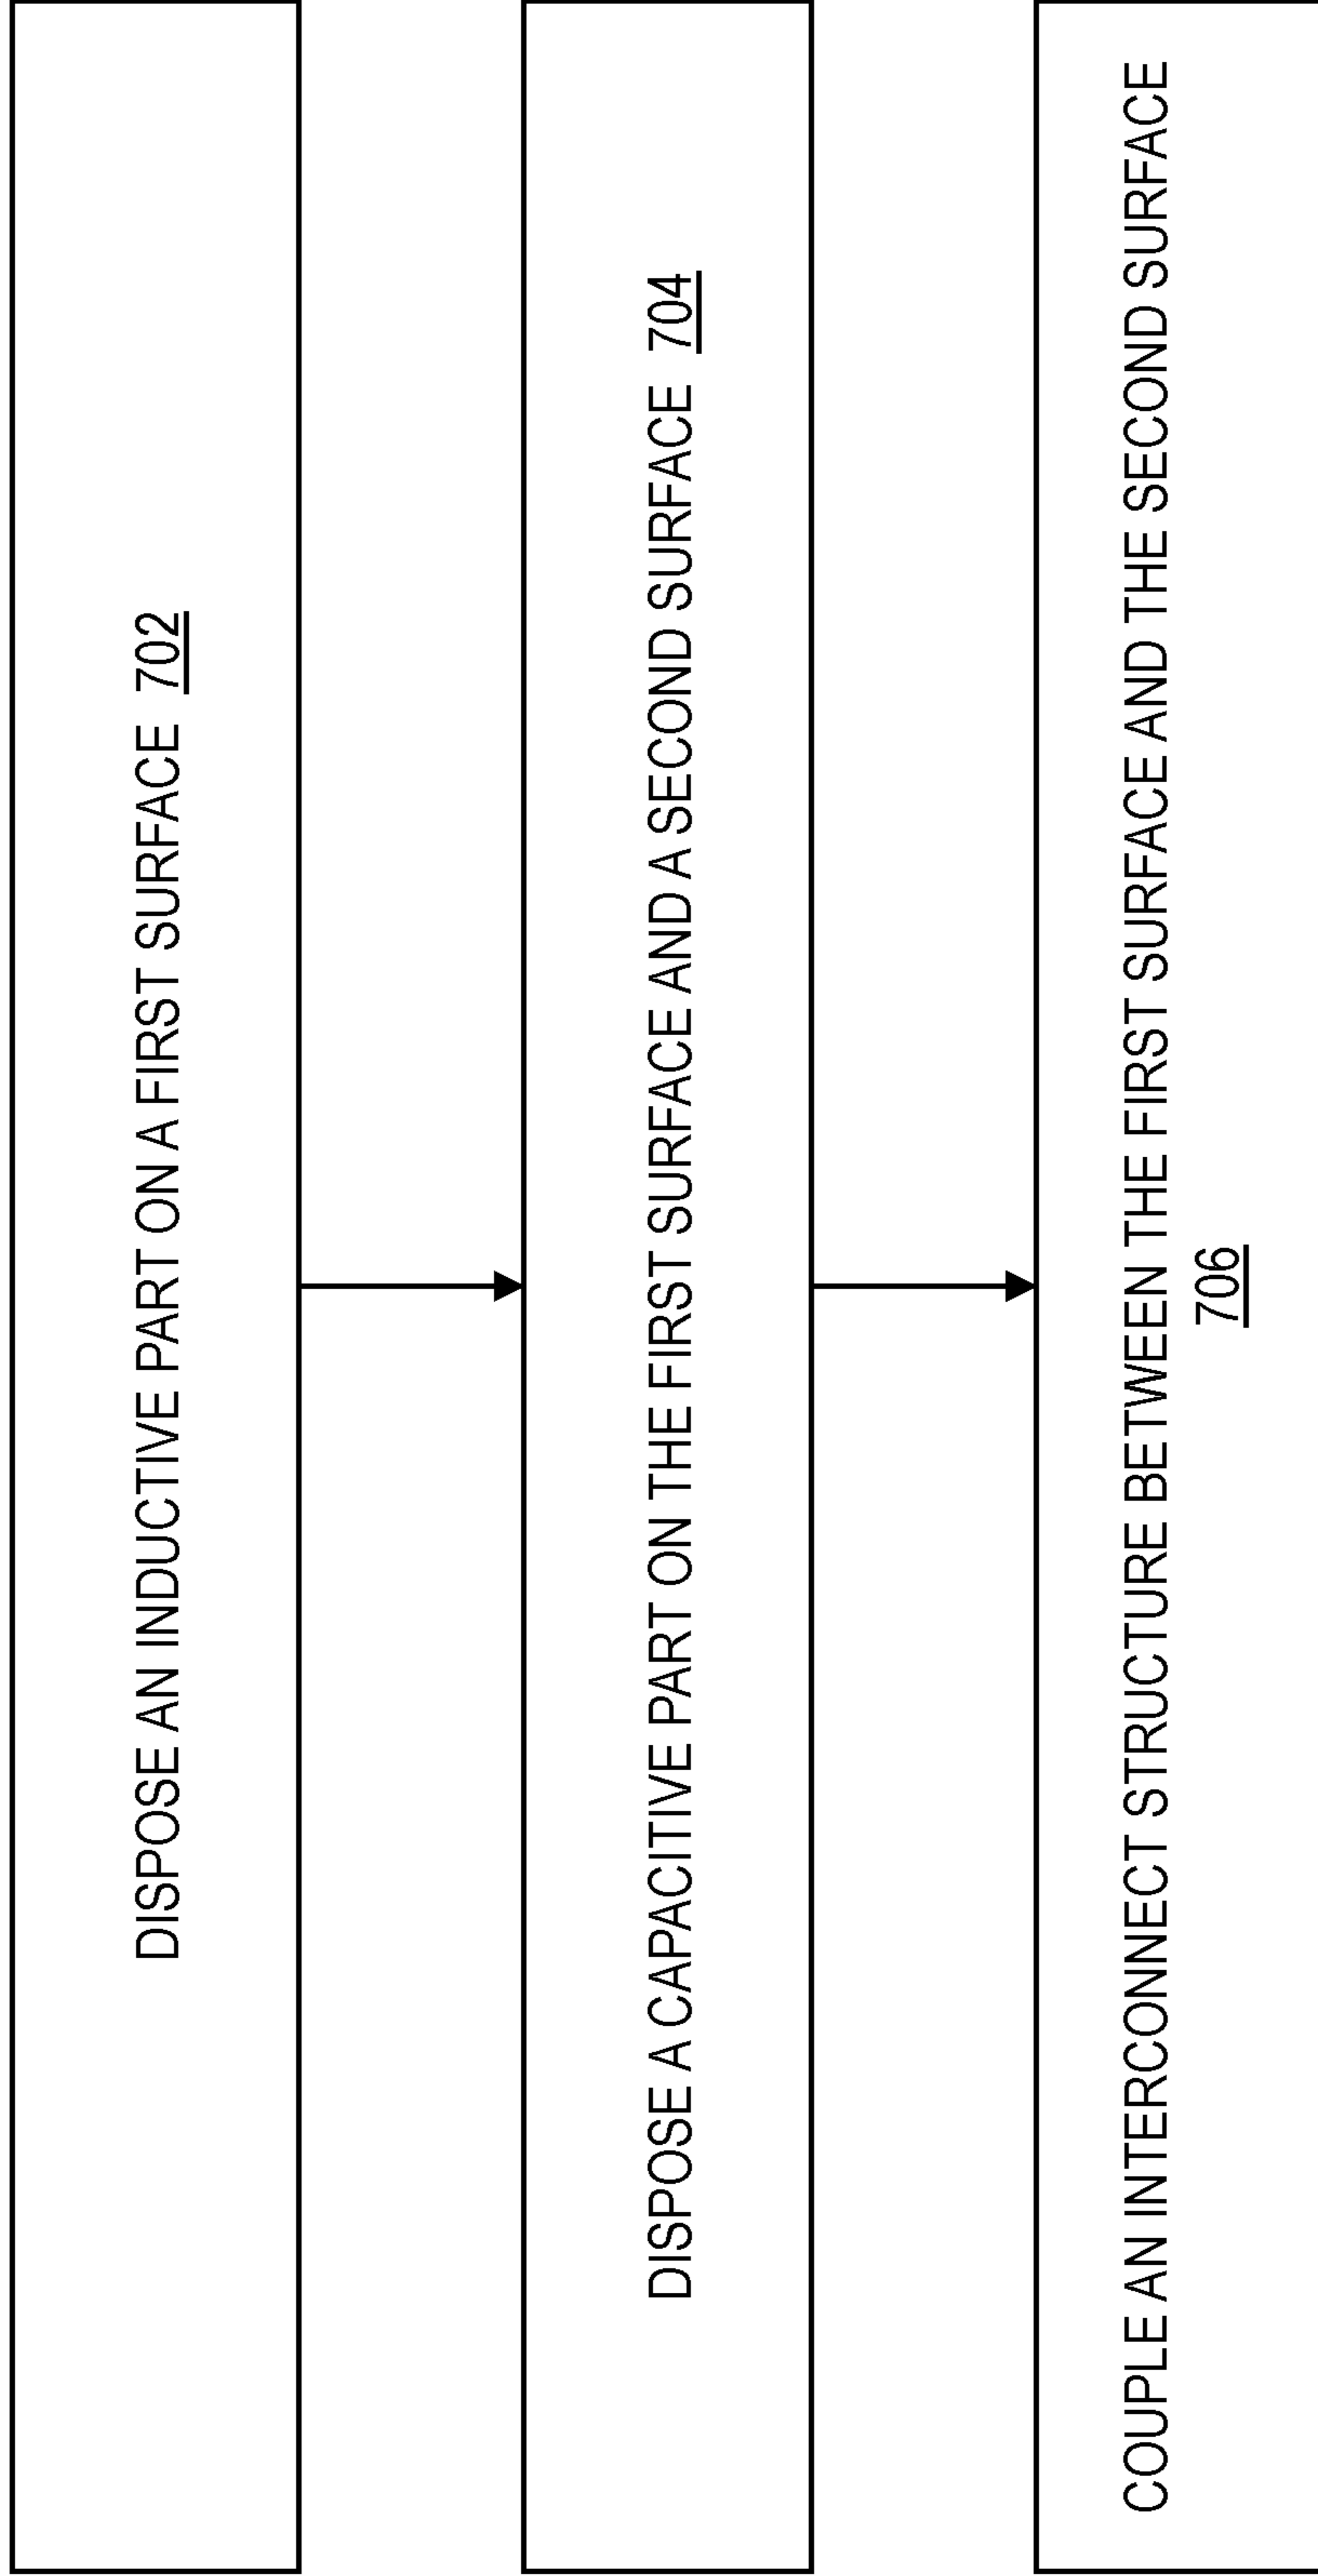 DISPOSE AN INDUCTIVE PART ON A FIRST SURFACE 702
DISPOSE A CAPACITIVE PART ON THE FIRST SURFACE AND A SECOND SURFACE 704
COUPLE AN INTERCONNECT STRUCTURE BETWEEN THE FIRST SURFACE AND THE SECOND SURFACE
706